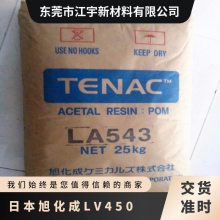 东莞市江宇新材料有限公司
USE NO HOOKS
KEEP DRY
TENAC™
ACETAL RESIN : POM
LA543
NET 25kg
旭化成ケミカルズ株式会社
我们始终是您值得信赖的商家
日本旭化成LV450
交货
准时